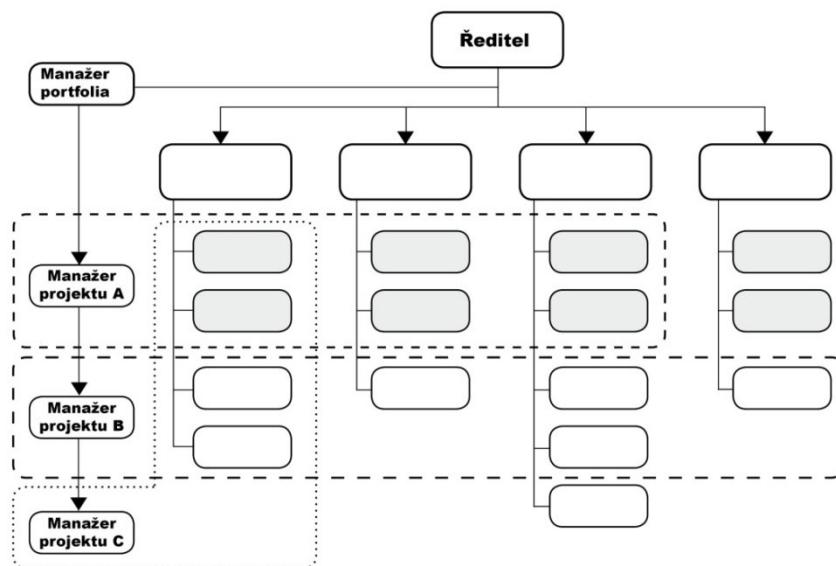 Ředitel
Manažer
portfolia
Manažer
projektu A
Manažer
projektu B
Manažer
projektu C